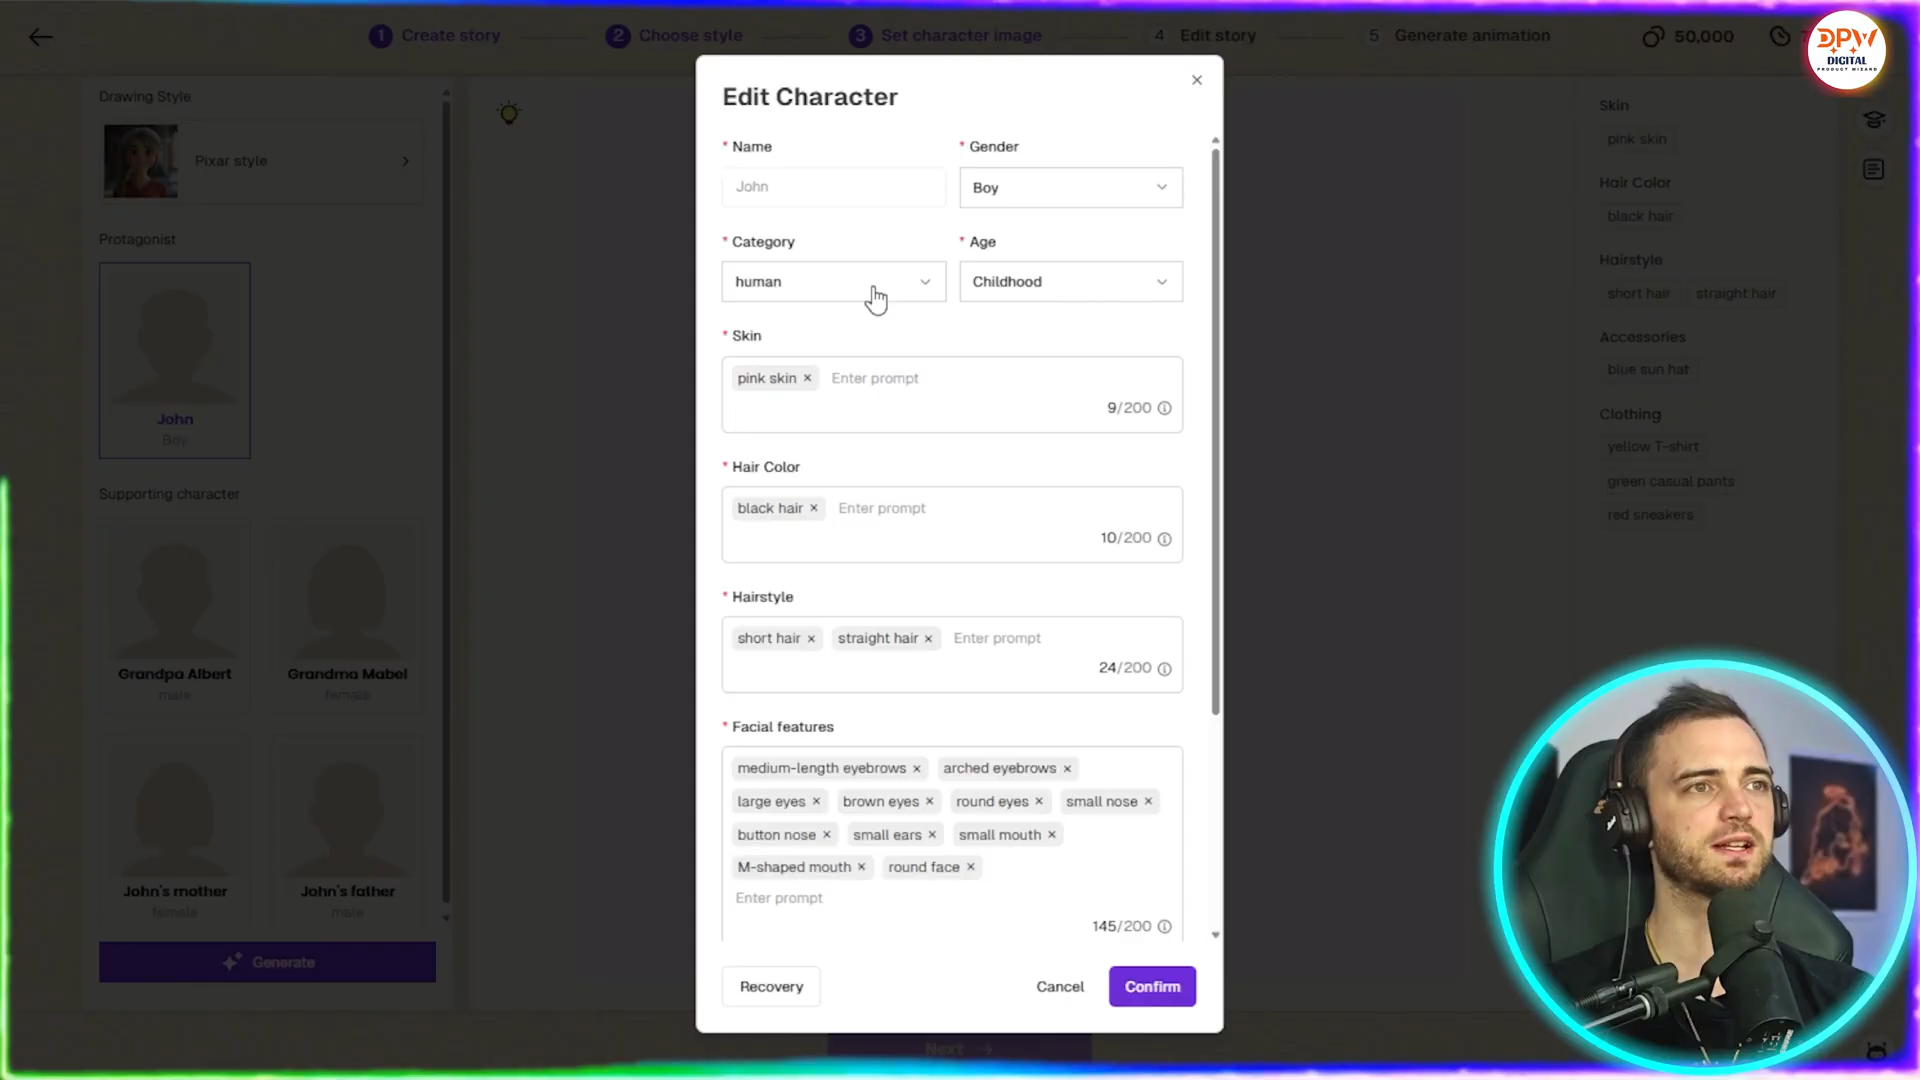 1 Create story
2 Choose style
3 Set character image
4 Edit story
5 Generate animation
50,000
DPW
DIGITAL
PRODUCT WIZARD
Drawing Style
Pixar style
Protagonist
John
Boy
Supporting character
Grandpa Albert
male
Grandma Mabel
female
John's mother
female
John's father
male
Generate
Edit Character
* Name
* Gender
John
Boy
* Category
* Age
human
Childhood
* Skin
pink skin × Enter prompt
9/200
* Hair Color
black hair × Enter prompt
10/200
* Hairstyle
short hair × straight hair × Enter prompt
24/200
* Facial features
medium-length eyebrows × arched eyebrows ×
large eyes × brown eyes × round eyes × small nose ×
button nose × small ears × small mouth ×
M-shaped mouth × round face ×
Enter prompt
145/200
Recovery
Cancel
Confirm
Next
Skin
pink skin
Hair Color
black hair
Hairstyle
short hair straight hair
Accessories
blue sun hat
Clothing
yellow T-shirt
green casual pants
red sneakers